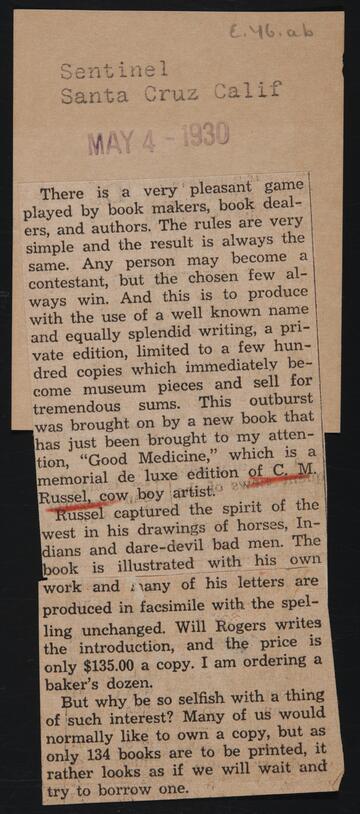 E.46.ab
Sentinel
Santa Cruz Calif
MAY 4 - 1930
There is a very pleasant game
played by book makers, book deal-
ers, and authors. The rules are very
simple and the result is always the
same. Any person may become a
contestant, but the chosen few al-
ways win. And this is to produce
with the use of a well known name
and equally splendid writing, a pri-
vate edition, limited to a few hun-
dred copies which immediately be-
come museum pieces and sell for
tremendous sums. This outburst
was brought on by a new book that
has just been brought to my atten-
tion, “Good Medicine,” which is a
memorial de luxe edition of C. M.
Russel, cow boy artist.
Russel captured the spirit of the
west in his drawings of horses, In-
dians and dare-devil bad men. The
book is illustrated with his own
work and many of his letters are
produced in facsimile with the spel-
ling unchanged. Will Rogers writes
the introduction, and the price is
only $135.00 a copy. I am ordering a
baker's dozen.
But why be so selfish with a thing
of such interest? Many of us would
normally like to own a copy, but as
only 134 books are to be printed, it
rather looks as if we will wait and
try to borrow one.